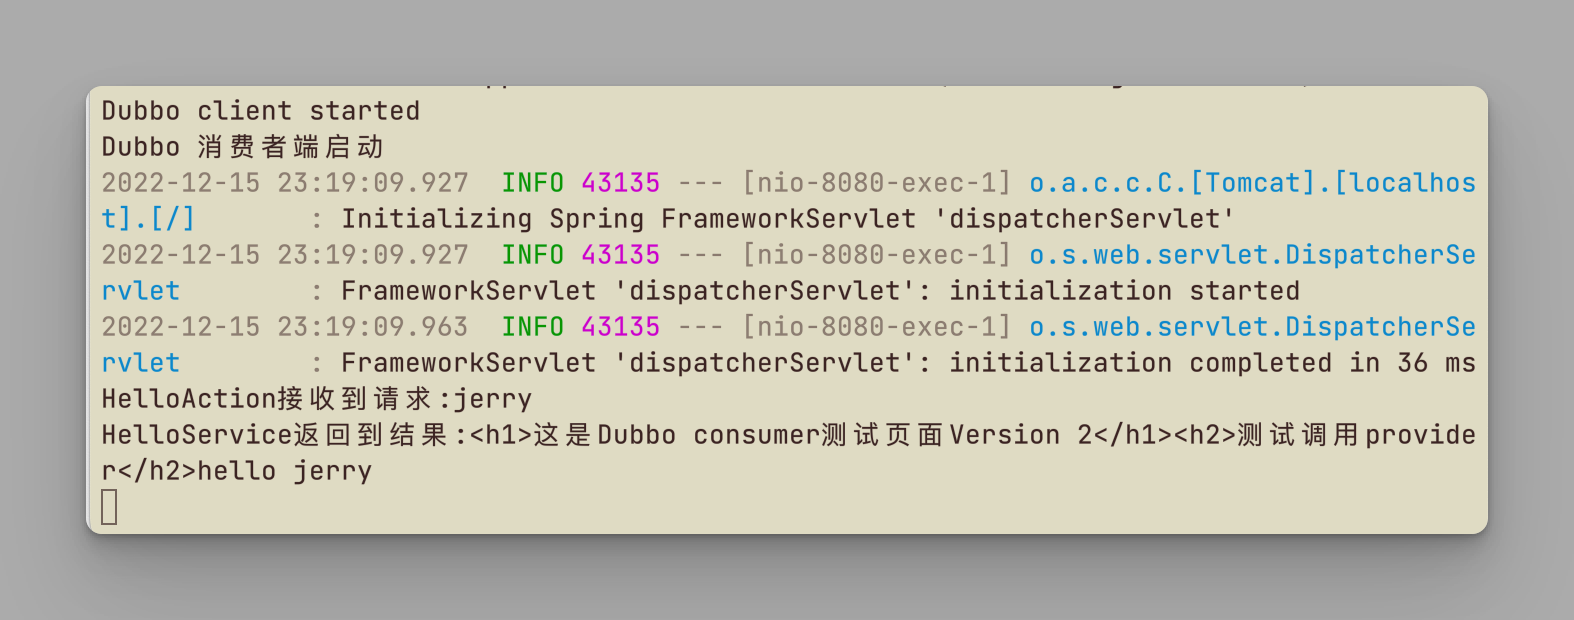 Dubbo client started
Dubbo 消费者端启动
2022-12-15 23:19:09.927  INFO 43135 --- [nio-8080-exec-1] o.a.c.c.C.[Tomcat].[localhos
t].[/]       : Initializing Spring FrameworkServlet 'dispatcherServlet'
2022-12-15 23:19:09.927  INFO 43135 --- [nio-8080-exec-1] o.s.web.servlet.DispatcherSe
rvlet        : FrameworkServlet 'dispatcherServlet': initialization started
2022-12-15 23:19:09.963  INFO 43135 --- [nio-8080-exec-1] o.s.web.servlet.DispatcherSe
rvlet        : FrameworkServlet 'dispatcherServlet': initialization completed in 36 ms
HelloAction接收到请求:jerry
HelloService返回到结果:<h1>这是Dubbo consumer测试页面Version 2</h1><h2>测试调用provide
r</h2>hello jerry